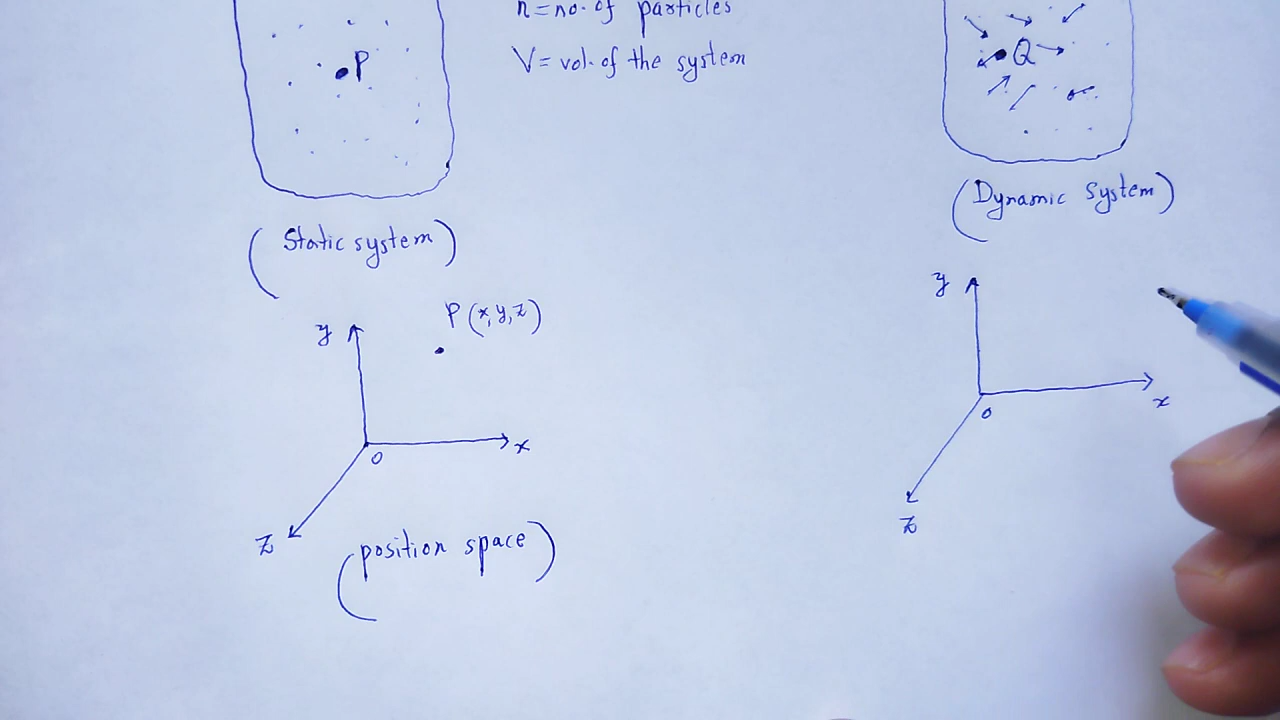 n=no. of particles
V= vol. of the system
P
Q
(Static system)
(Dynamic system)
y
P (x, y, z)
x
o
z
(position space)
y
x
o
z